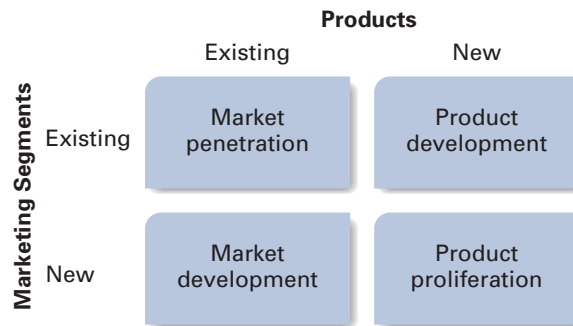 Products
Existing
New
Marketing Segments
Existing
Market
penetration
Product
development
New
Market
development
Product
proliferation